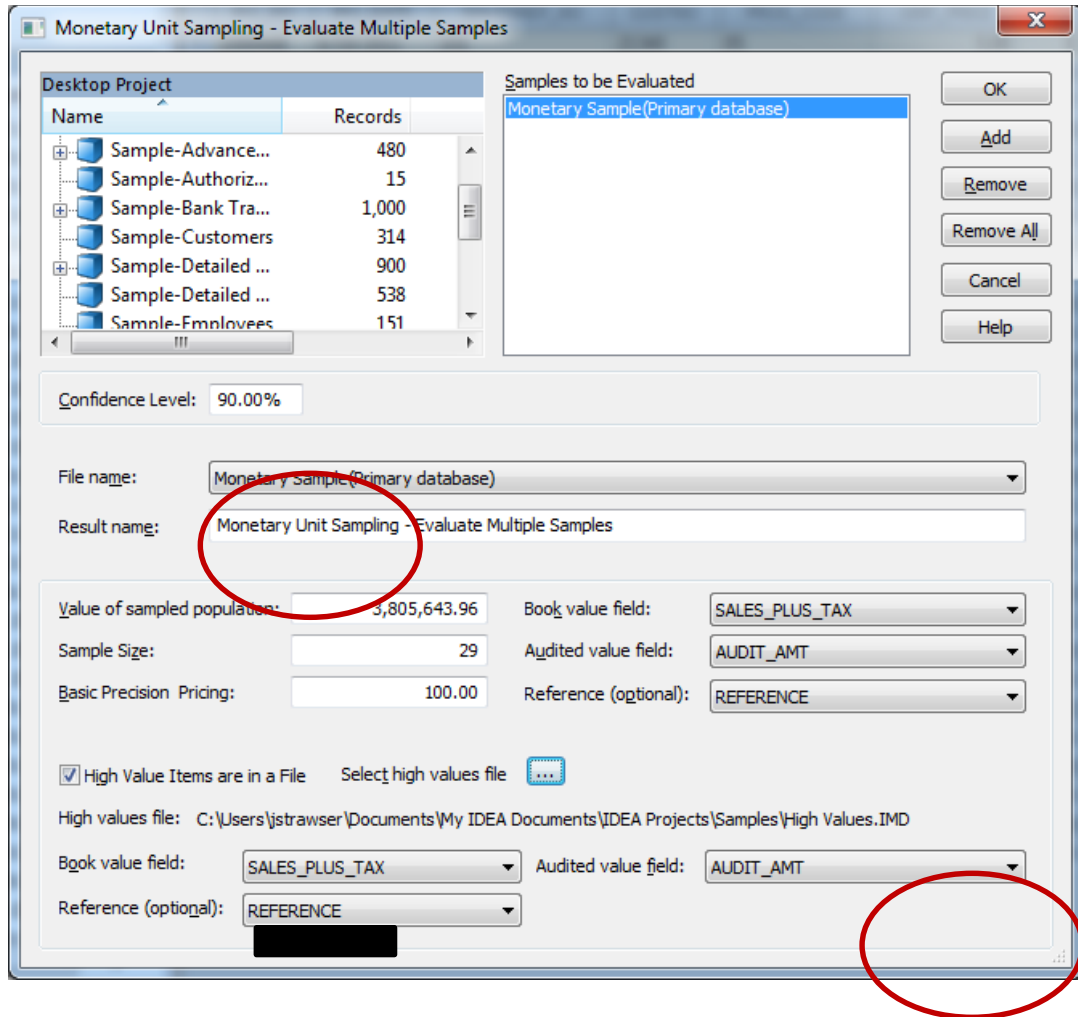 Monetary Unit Sampling - Evaluate Multiple Samples
Desktop Project
Name Records
Sample-Advance... 480
Sample-Authoriz... 15
Sample-Bank Tra... 1,000
Sample-Customers 314
Sample-Detailed ... 900
Sample-Detailed ... 538
Sample-Employees 151
Samples to be Evaluated
Monetary Sample(Primary database)
OK
Add
Remove
Remove All
Cancel
Help
Confidence Level: 90.00%
File name: Monetary Sample(Primary database)
Result name: Monetary Unit Sampling - Evaluate Multiple Samples
Value of sampled population: 3,805,643.96 Book value field: SALES_PLUS_TAX
Sample Size: 29 Audited value field: AUDIT_AMT
Basic Precision Pricing: 100.00 Reference (optional): REFERENCE
High Value Items are in a File Select high values file ...
High values file: C:\Users\jstrawser\Documents\My IDEA Documents\IDEA Projects\Samples\High Values.IMD
Book value field: SALES_PLUS_TAX Audited value field: AUDIT_AMT
Reference (optional): REFERENCE